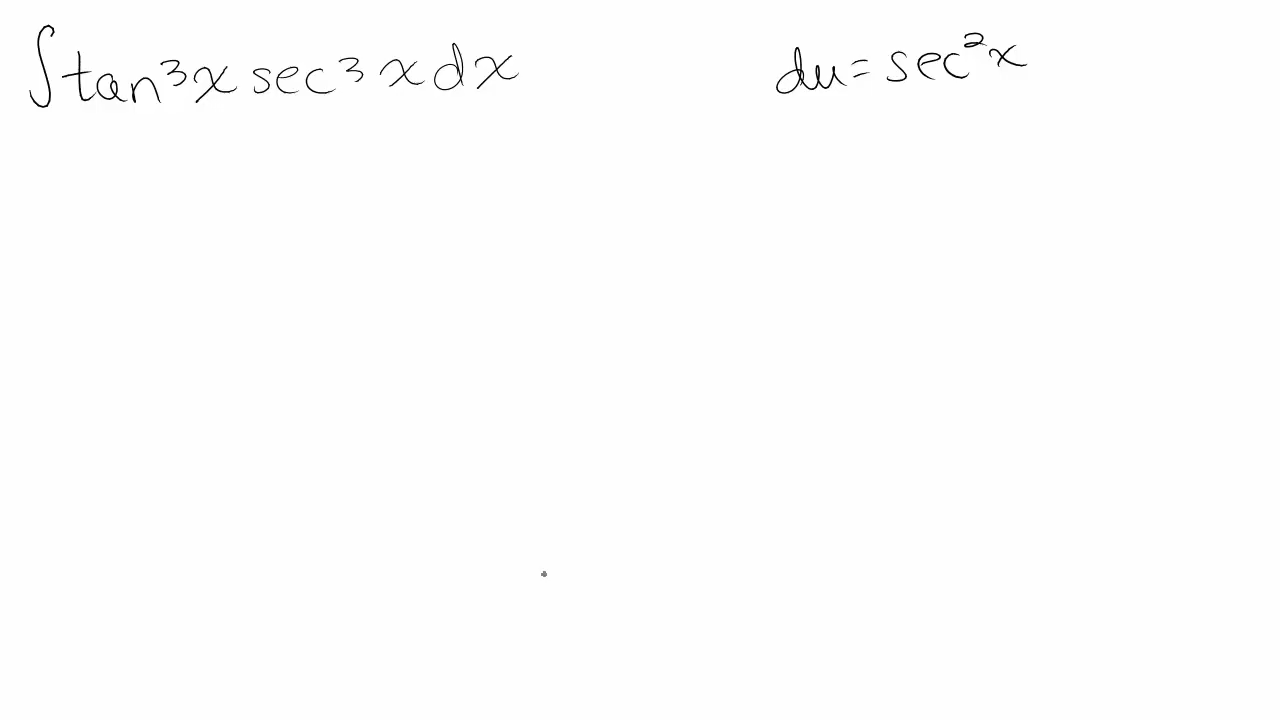 ∫tan³x sec³x dx
du = sec²x